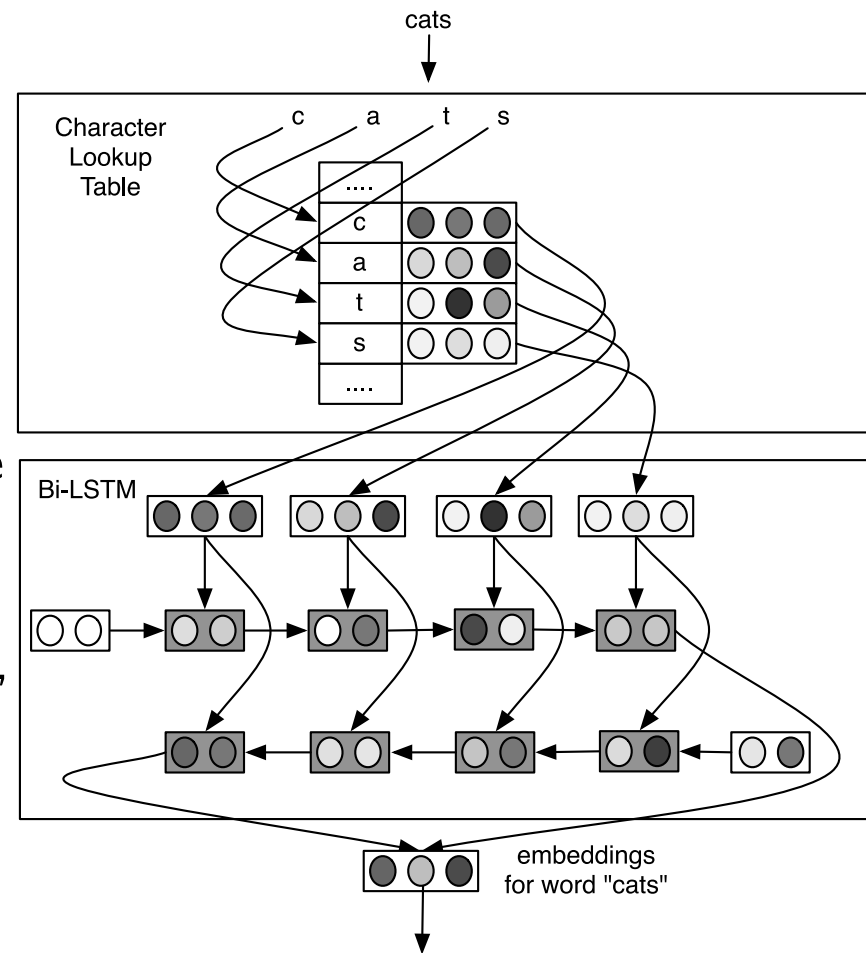 cats
c a t s
Character
Lookup
Table
....
c
a
t
s
....
e
Bi-LSTM
,
embeddings
for word "cats"